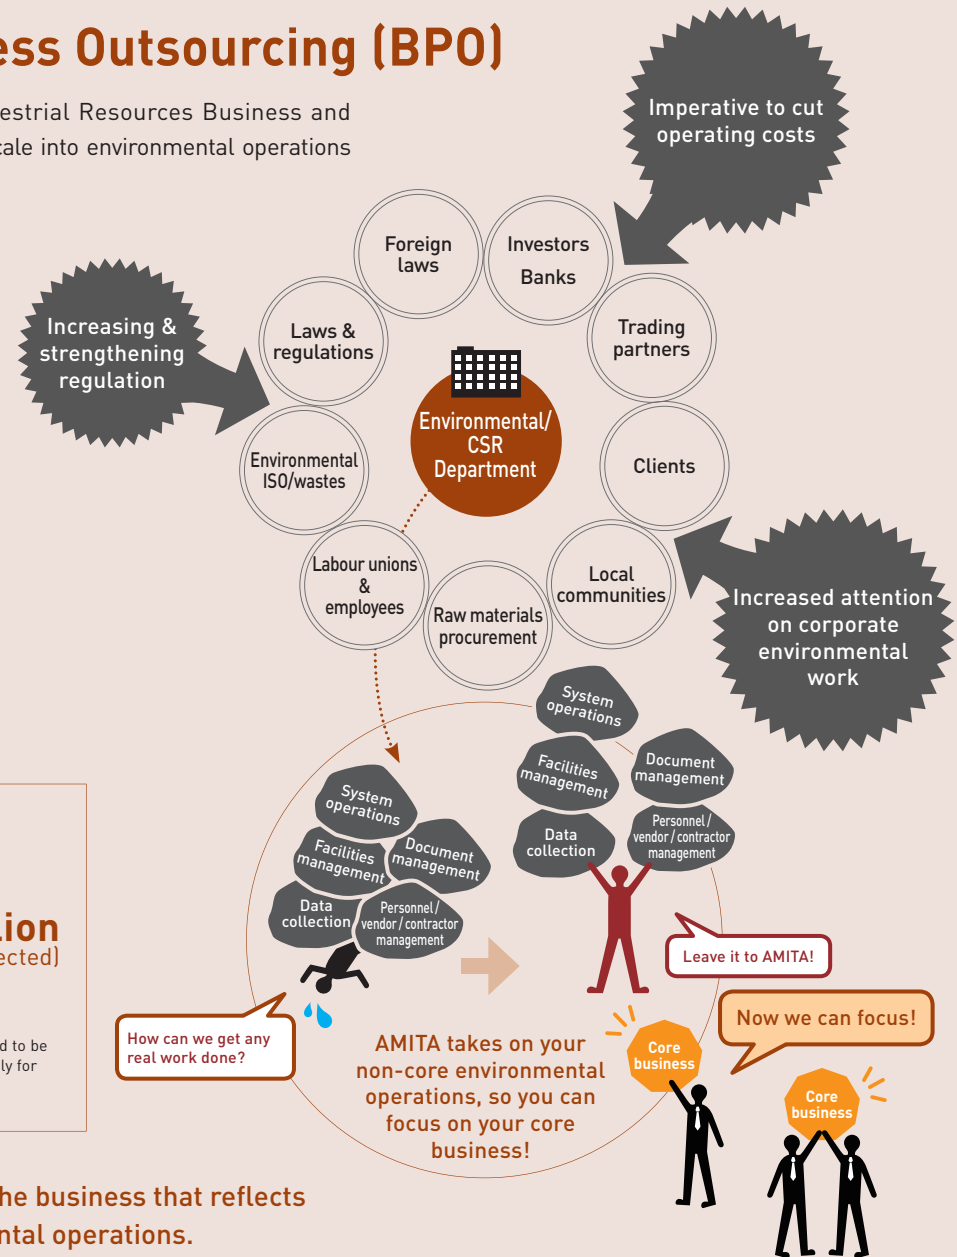 ess Outsourcing (BPO)
estrial Resources Business and
cale into environmental operations
Imperative to cut
operating costs
Foreign
laws
Investors
Banks
Increasing &
strengthening
regulation
Laws &
regulations
Trading
partners
Environmental/
CSR
Department
Environmental
ISO/wastes
Clients
Labour unions
&
employees
Raw materials
procurement
Local
communities
Increased attention
on corporate
environmental
work
System
operations
Facilities
management
Document
management
Data
collection
Personnel /
vendor / contractor
management
System
operations
Facilities
management
Document
management
Data
collection
Personnel /
vendor / contractor
management
ion
ected)
d to be
ly for
Leave it to AMITA!
How can we get any
real work done?
Now we can focus!
AMITA takes on your
non-core environmental
operations, so you can
focus on your core
business!
Core
business
Core
business
he business that reflects
ntal operations.